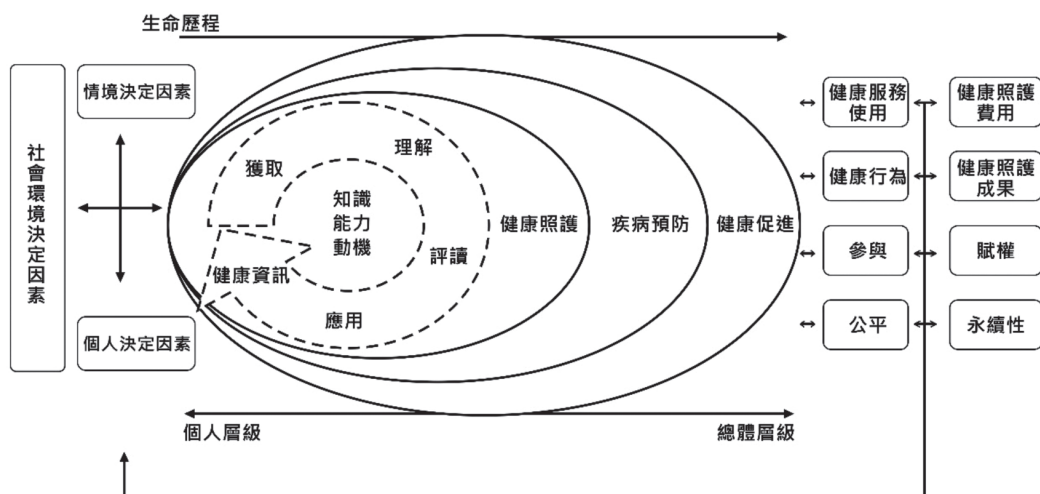 生命歷程
社會環境決定因素
情境決定因素
個人決定因素
獲取
理解
知識
能力
動機
評讀
健康資訊
應用
健康照護
疾病預防
健康促進
健康服務
使用
健康照護
費用
健康行為
健康照護
成果
參與
賦權
公平
永續性
個人層級
總體層級